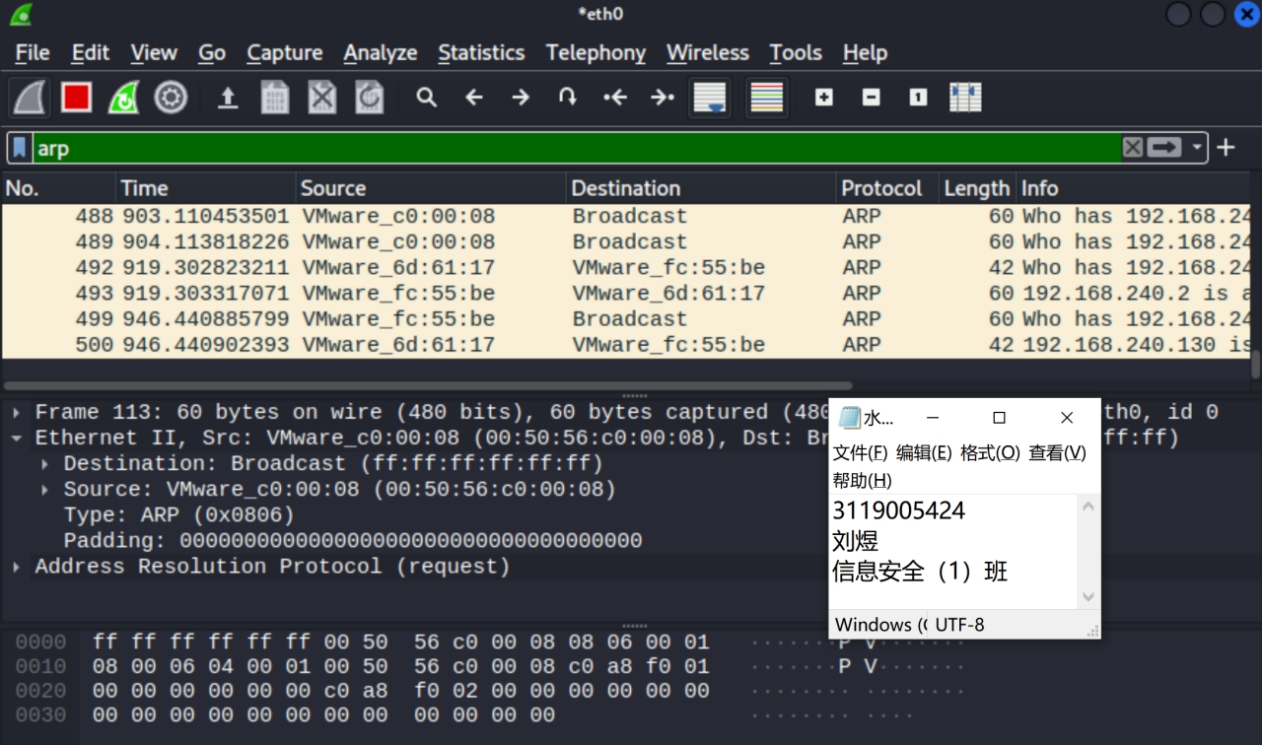 *eth0
File Edit View Go Capture Analyze Statistics Telephony Wireless Tools Help
arp
No. Time Source Destination Protocol Length Info
488 903.110453501 VMware_c0:00:08 Broadcast ARP 60 Who has 192.168.24
489 904.113818226 VMware_c0:00:08 Broadcast ARP 60 Who has 192.168.24
492 919.302823211 VMware_6d:61:17 VMware_fc:55:be ARP 42 Who has 192.168.24
493 919.303317071 VMware_fc:55:be VMware_6d:61:17 ARP 60 192.168.240.2 is a
499 946.440885799 VMware_fc:55:be Broadcast ARP 60 Who has 192.168.24
500 946.440902393 VMware_6d:61:17 VMware_fc:55:be ARP 42 192.168.240.130 is
Frame 113: 60 bytes on wire (480 bits), 60 bytes captured (480 th0, id 0
Ethernet II, Src: VMware_c0:00:08 (00:50:56:c0:00:08), Dst: Br ff:ff)
Destination: Broadcast (ff:ff:ff:ff:ff:ff)
Source: VMware_c0:00:08 (00:50:56:c0:00:08)
Type: ARP (0x0806)
Padding: 000000000000000000000000000000000000
Address Resolution Protocol (request)
水...
文件(F) 编辑(E) 格式(O) 查看(V)
帮助(H)
3119005424
刘煜
信息安全（1）班
Windows (C UTF-8
0000 ff ff ff ff ff ff 00 50 56 c0 00 08 08 06 00 01 ·······P V·······
0010 08 00 06 04 00 01 00 50 56 c0 00 08 c0 a8 f0 01 ·······P V·······
0020 00 00 00 00 00 00 c0 a8 f0 02 00 00 00 00 00 00 ········ ········
0030 00 00 00 00 00 00 00 00 00 00 00 00 ········ ····